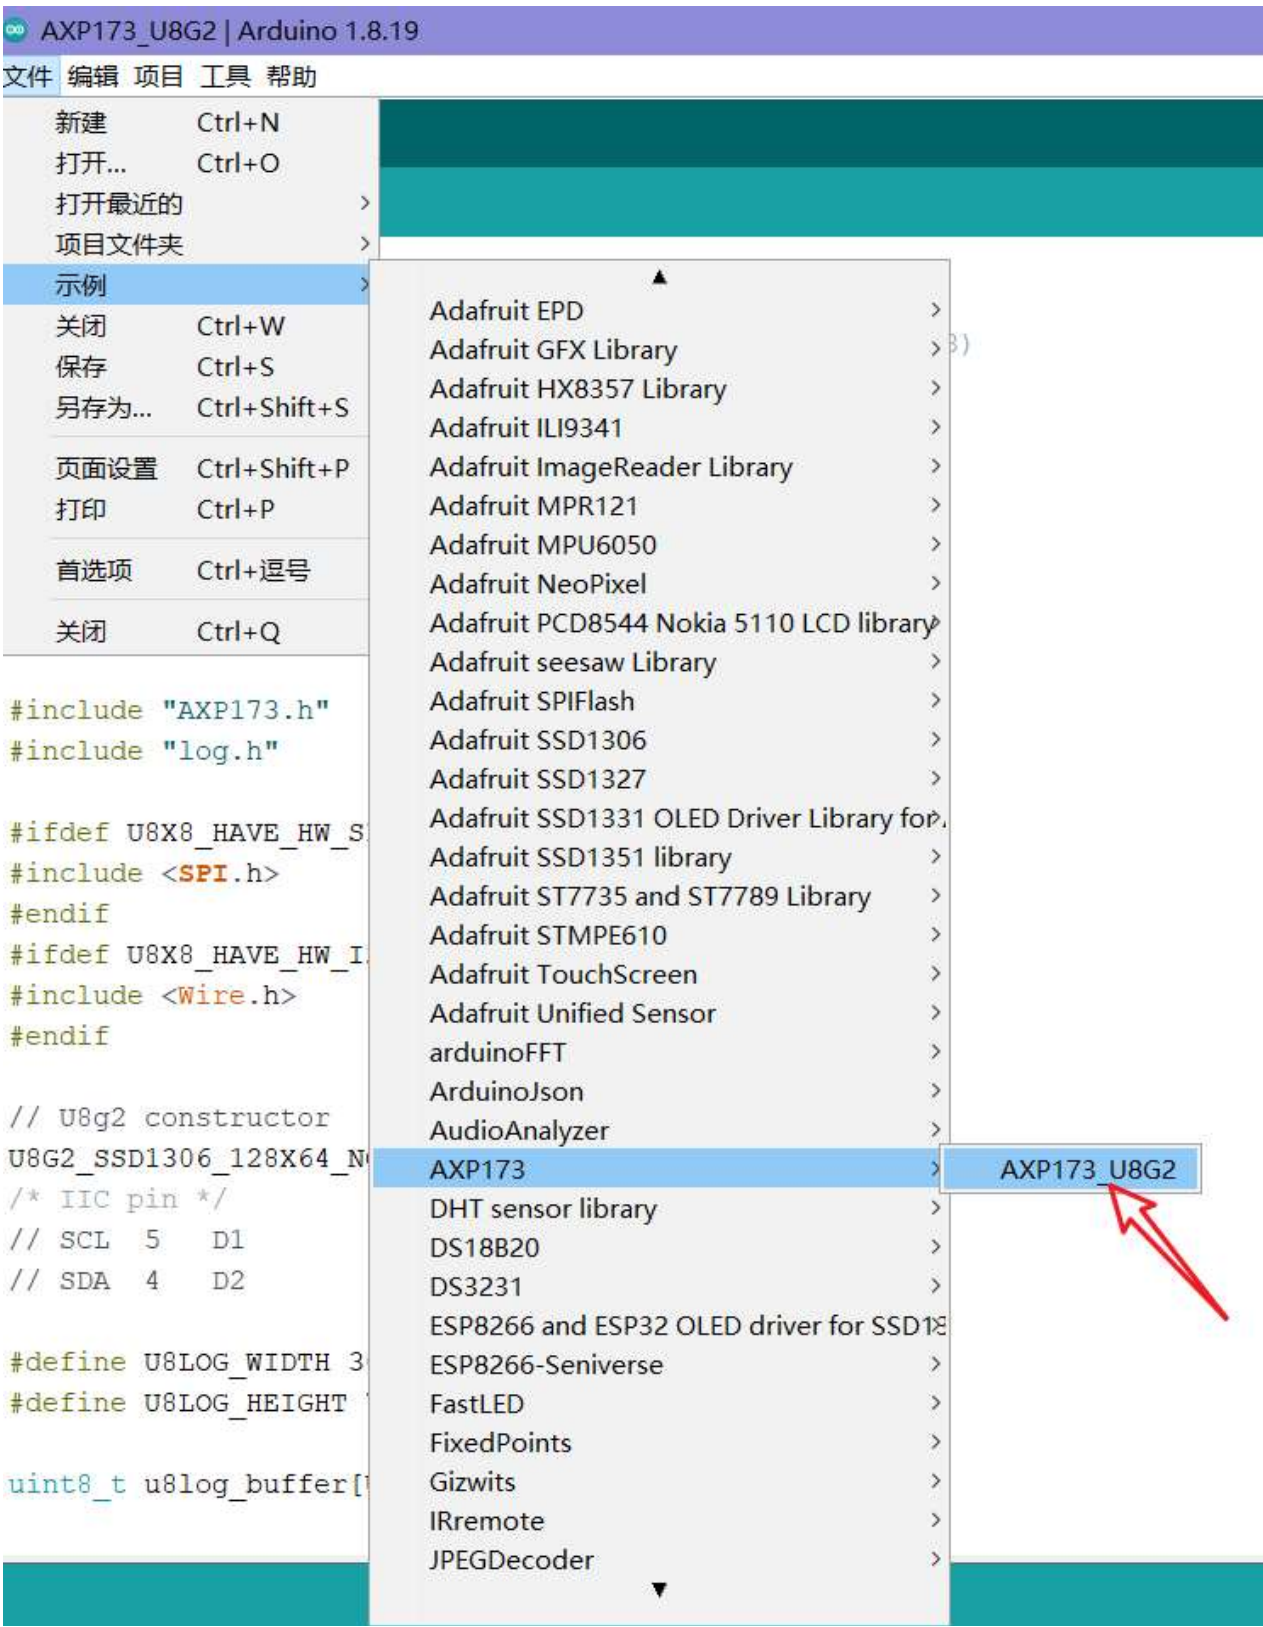 AXP173_U8G2 | Arduino 1.8.19
文件 编辑 项目 工具 帮助
新建 Ctrl+N
打开... Ctrl+O
打开最近的
项目文件夹
示例
关闭 Ctrl+W
保存 Ctrl+S
另存为... Ctrl+Shift+S
页面设置 Ctrl+Shift+P
打印 Ctrl+P
首选项 Ctrl+逗号
关闭 Ctrl+Q
Adafruit EPD
Adafruit GFX Library
Adafruit HX8357 Library
Adafruit ILI9341
Adafruit ImageReader Library
Adafruit MPR121
Adafruit MPU6050
Adafruit NeoPixel
Adafruit PCD8544 Nokia 5110 LCD library
Adafruit seesaw Library
Adafruit SPIFlash
Adafruit SSD1306
Adafruit SSD1327
Adafruit SSD1331 OLED Driver Library for
Adafruit SSD1351 library
Adafruit ST7735 and ST7789 Library
Adafruit STMPE610
Adafruit TouchScreen
Adafruit Unified Sensor
arduinoFFT
ArduinoJson
AudioAnalyzer
AXP173
DHT sensor library
DS18B20
DS3231
ESP8266 and ESP32 OLED driver for SSD1
ESP8266-Seniverse
FastLED
FixedPoints
Gizwits
IRremote
JPEGDecoder
AXP173_U8G2
#include "AXP173.h"
#include "log.h"
#ifdef U8X8_HAVE_HW_S
#include <SPI.h>
#endif
#ifdef U8X8_HAVE_HW_I
#include <Wire.h>
#endif
// U8g2 constructor
U8G2_SSD1306_128X64_N
/* IIC pin */
// SCL 5 D1
// SDA 4 D2
#define U8LOG_WIDTH 3
#define U8LOG_HEIGHT
uint8_t u8log_buffer[